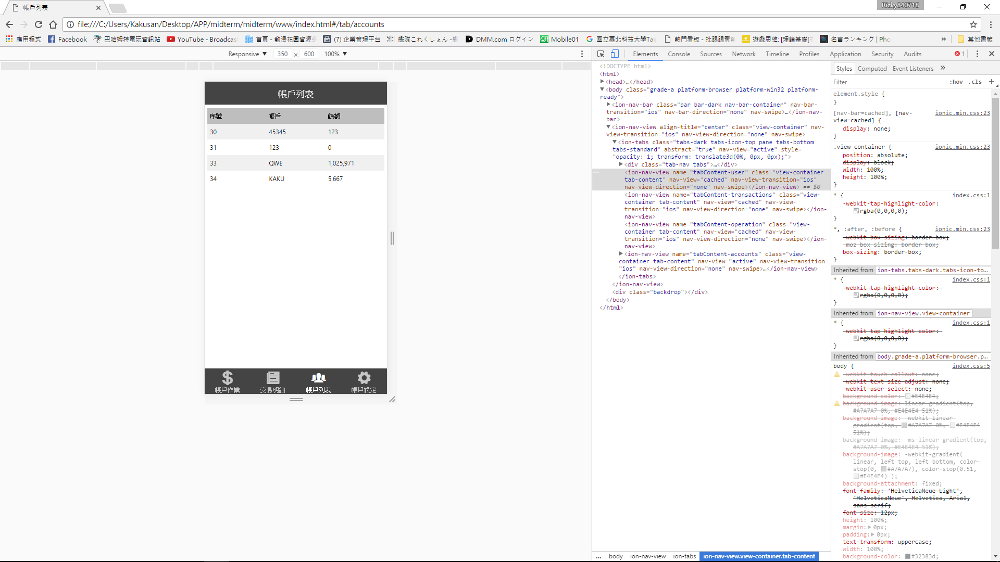 帳戶列表
Ricky840718
file:///C:/Users/Kakusan/Desktop/APP/midterm/midterm/www/index.html#/tab/accounts
應用程式 Facebook 巴哈姆特電玩資訊站 YouTube - Broadcast 首頁 - 動漫花園資源網 (7) 企業管理平台 艦隊これくしょん -艦 DMM.com ログイン Mobile01 國立臺北科技大學Tai 熱門看板 - 批踢踢實 遊戲思維: [理論基礎] 名言ランキング | Pho » 其他書籤
Responsive ▼ 350 × 600 100% ▼
帳戶列表
序號 帳戶 餘額
30 45345 123
31 123 0
33 QWE 1,025,971
34 KAKU 5,667
帳戶作業 交易明細 帳戶列表 帳戶設定
Elements Console Sources Network Timeline Profiles Application Security Audits 1
<!DOCTYPE html>
<html>
<head>…</head>
<body class="grade-a platform-browser platform-win32 platform-
ready">
<ion-nav-bar class="bar bar-dark nav-bar-container" nav-bar-
transition="ios" nav-bar-direction="none" nav-swipe>…</ion-nav-
bar>
<ion-nav-view align-title="center" class="view-container" nav-
view-transition="ios" nav-view-direction="none" nav-swipe>
<ion-tabs class="tabs-dark tabs-icon-top pane tabs-bottom
tabs-standard" abstract="true" nav-view="active" style=
"opacity: 1; transform: translate3d(0%, 0px, 0px);">
<div class="tab-nav tabs">…</div>
<ion-nav-view name="tabContent-user" class="view-container
tab-content" nav-view="cached" nav-view-transition="ios"
nav-view-direction="none" nav-swipe></ion-nav-view> == $0
<ion-nav-view name="tabContent-transactions" class="view-
container tab-content" nav-view="cached" nav-view-
transition="ios" nav-view-direction="none" nav-swipe></ion-
nav-view>
<ion-nav-view name="tabContent-operation" class="view-
container tab-content" nav-view="cached" nav-view-
transition="ios" nav-view-direction="none" nav-swipe></ion-
nav-view>
<ion-nav-view name="tabContent-accounts" class="view-
container tab-content" nav-view="active" nav-view-transition=
"ios" nav-view-direction="none" nav-swipe>…</ion-nav-view>
</ion-tabs>
</ion-nav-view>
<div class="backdrop"></div>
</body>
</html>
... body ion-nav-view ion-tabs ion-nav-view.view-container.tab-content
Styles Computed Event Listeners »
Filter :hov .cls +
element.style {
}
[nav-bar=cached], [nav- ionic.min.css:23
view=cached] {
display: none;
}
.view-container { ionic.min.css:23
position: absolute;
display: block;
width: 100%;
height: 100%;
}
* { index.css:1
-webkit-tap-highlight-color:
rgba(0,0,0,0);
}
*, :after, :before { ionic.min.css:23
-webkit-box-sizing: border-box;
-moz-box-sizing: border-box;
box-sizing: border-box;
}
Inherited from ion-tabs.tabs-dark.tabs-icon-to…
* { index.css:1
-webkit-tap-highlight-color:
rgba(0,0,0,0);
}
Inherited from ion-nav-view.view-container
* { index.css:1
-webkit-tap-highlight-color:
rgba(0,0,0,0);
}
Inherited from body.grade-a.platform-browser.p…
body { index.css:5
-webkit-touch-callout: none;
-webkit-text-size-adjust: none;
-webkit-user-select: none;
background-color: #E4E4E4;
background-image: linear-gradient(top,
#A7A7A7 0%, #E4E4E4 51%);
background-image: -webkit-linear-
gradient(top, #A7A7A7 0%, #E4E4E4
51%);
background-image: -ms-linear-gradient(top,
#A7A7A7 0%, #E4E4E4 51%);
background-image: -webkit-gradient(
linear, left top, left bottom, color-
stop(0, #A7A7A7), color-stop(0.51,
#E4E4E4) );
background-attachment: fixed;
font-family: 'HelveticaNeue-Light',
'HelveticaNeue', Helvetica, Arial,
sans-serif;
font-size: 12px;
height: 100%;
margin: 0px;
padding: 0px;
text-transform: uppercase;
width: 100%;
background-color: #32383d;